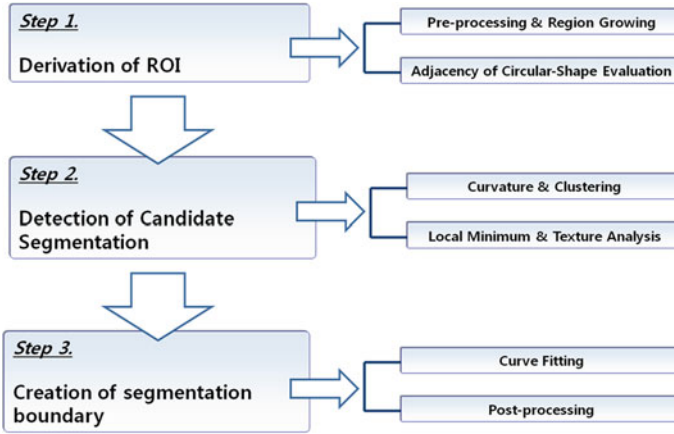 Step 1.
Derivation of ROI
Pre-processing & Region Growing
Adjacency of Circular-Shape Evaluation
Step 2.
Detection of Candidate
Segmentation
Curvature & Clustering
Local Minimum & Texture Analysis
Step 3.
Creation of segmentation
boundary
Curve Fitting
Post-processing